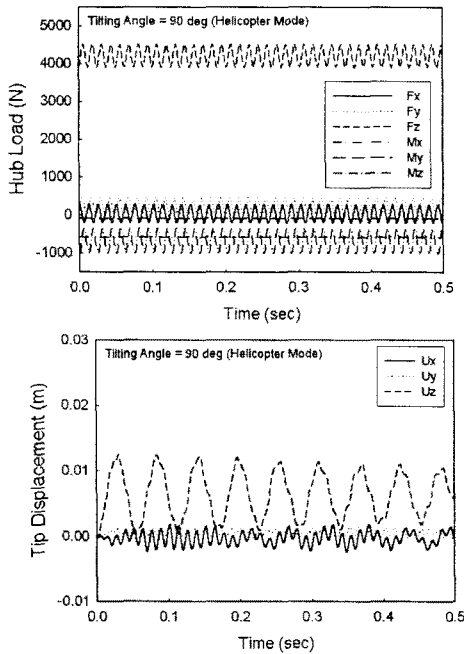 Tilting Angle = 90 deg (Helicopter Mode)
Hub Load (N)
5000
4000
3000
2000
1000
0
-1000
Fx
Fy
Fz
Mx
My
Mz
0.0 0.1 0.2 0.3 0.4 0.5
Time (sec)
Tilting Angle = 90 deg (Helicopter Mode)
Tip Displacement (m)
0.03
0.02
0.01
0.00
-0.01
Ux
Uy
Uz
0.0 0.1 0.2 0.3 0.4 0.5
Time (sec)